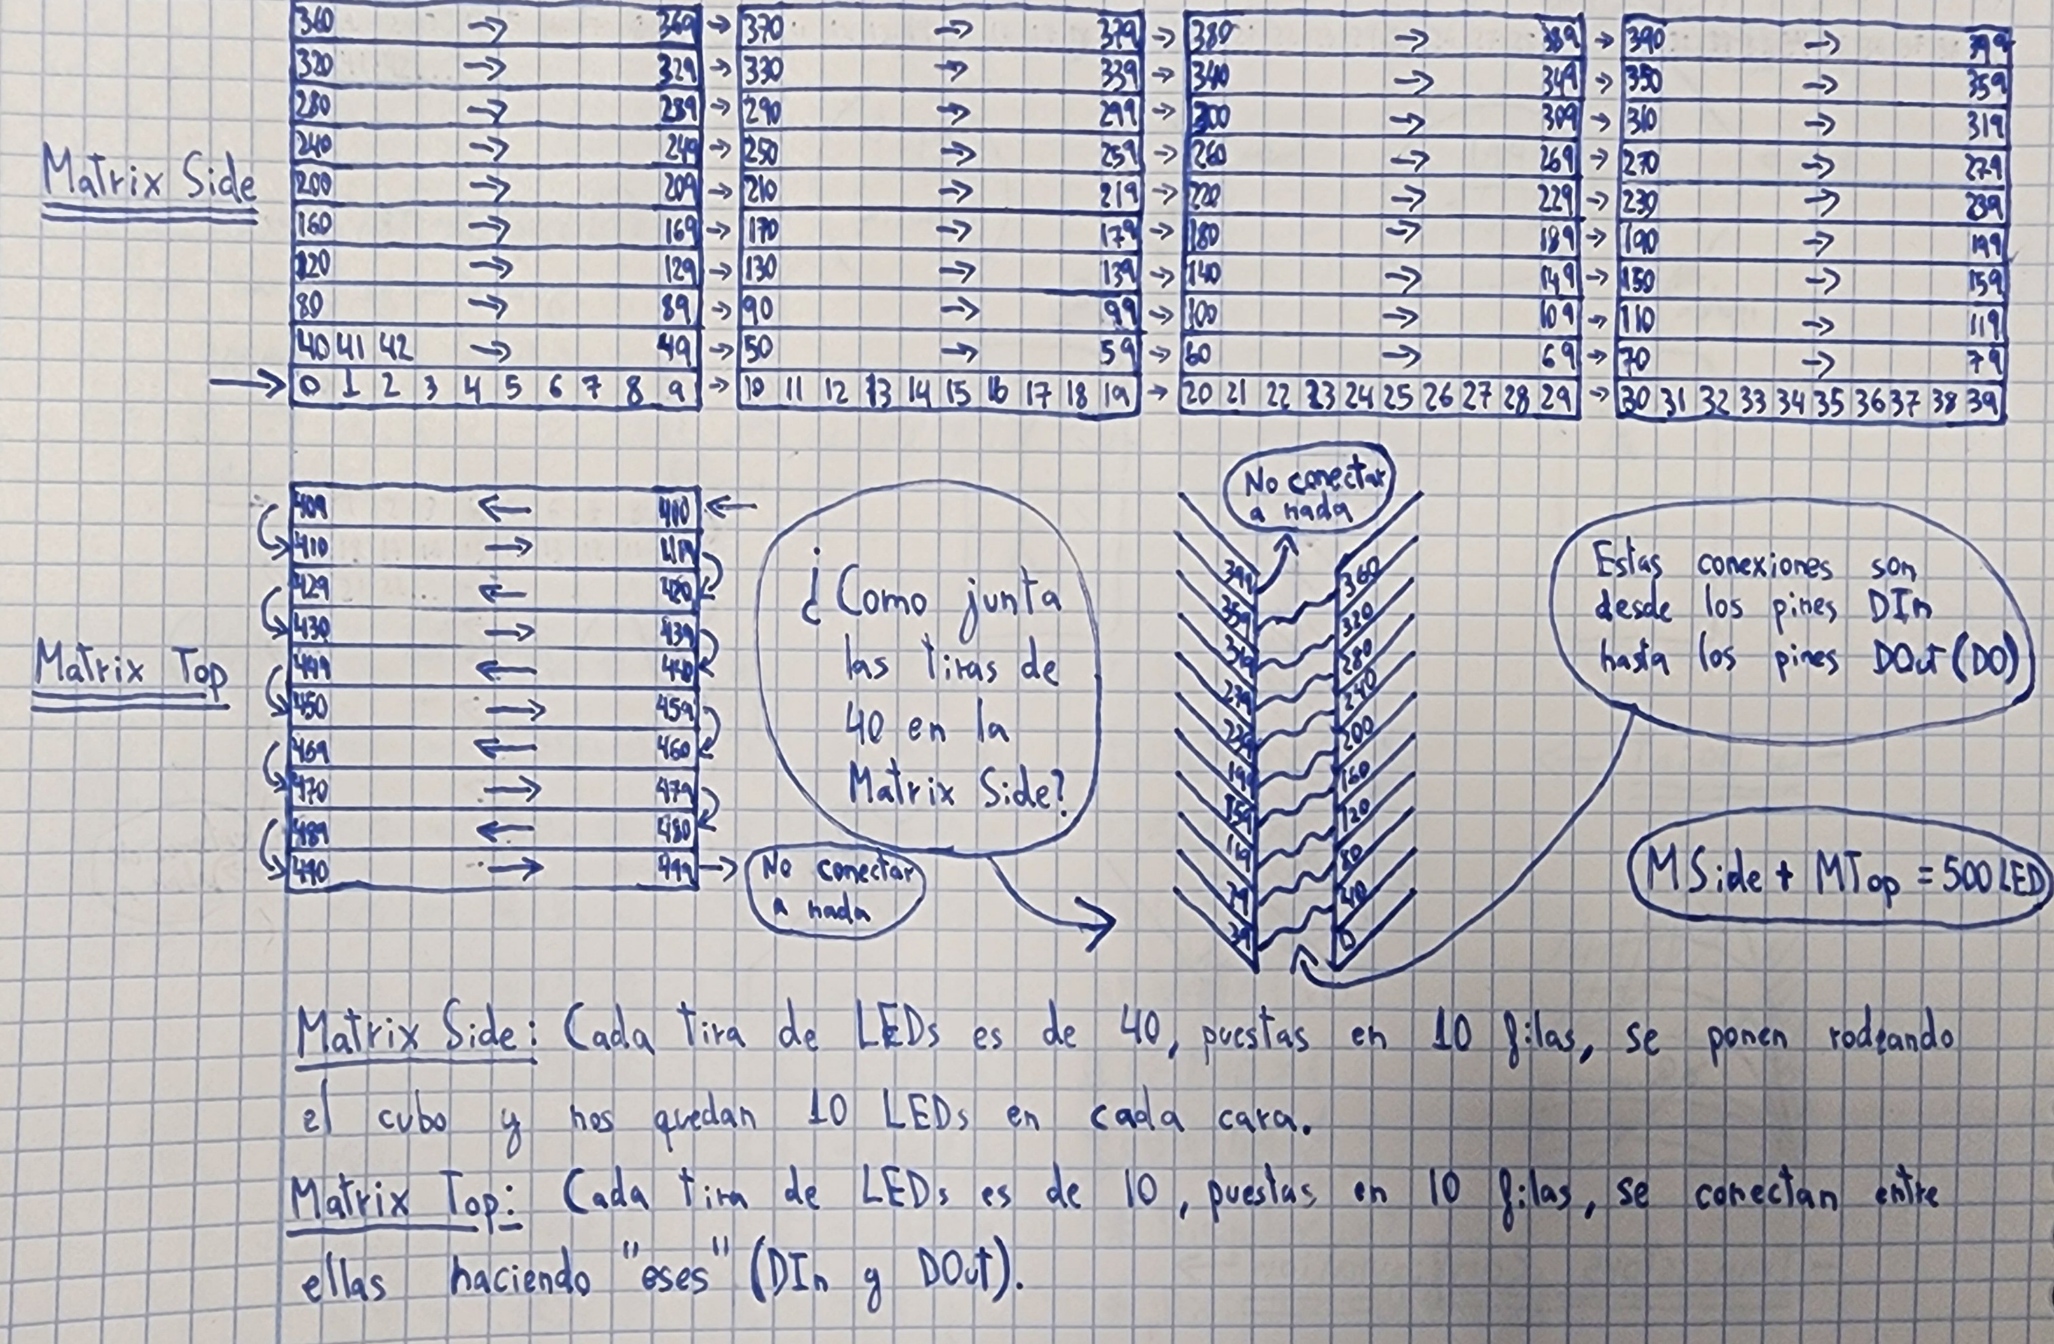 Matrix Side
360 → 369 → 370 → 379 → 380 → 389 → 390 → 399
320 → 329 → 330 → 339 → 340 → 349 → 350 → 359
280 → 289 → 290 → 299 → 300 → 309 → 310 → 319
240 → 249 → 250 → 259 → 260 → 269 → 270 → 279
200 → 209 → 210 → 219 → 220 → 229 → 230 → 239
160 → 169 → 170 → 179 → 180 → 189 → 190 → 199
120 → 129 → 130 → 139 → 140 → 149 → 150 → 159
80 → 89 → 90 → 99 → 100 → 109 → 110 → 119
40 41 42 → 49 → 50 → 59 → 60 → 69 → 70 → 79
→ 0 1 2 3 4 5 6 7 8 9 → 10 11 12 13 14 15 16 17 18 19 → 20 21 22 23 24 25 26 27 28 29 → 30 31 32 33 34 35 36 37 38 39
Matrix Top
409 ← ←
410 → 419
429 ← 420
430 → 439
449 ← 440
450 → 459
469 ← 460
470 → 479
489 ← 480
490 → 499 →
No conectar
a nada
¿Como junta
las tiras de
40 en la
Matrix Side?
No conectar
a nada
399 360
359 320
319 280
279 240
239 200
199 160
159 120
119 80
79 40
39 0
Estas conexiones son
desde los pines DIn
hasta los pines DOut (DO)
MSide + MTop = 500 LED
Matrix Side: Cada tira de LEDs es de 40, puestas en 10 filas, se ponen rodeando
el cubo y nos quedan 10 LEDs en cada cara.
Matrix Top: Cada tira de LEDs es de 10, puestas en 10 filas, se conectan entre
ellas haciendo "eses" (DIn y DOut).